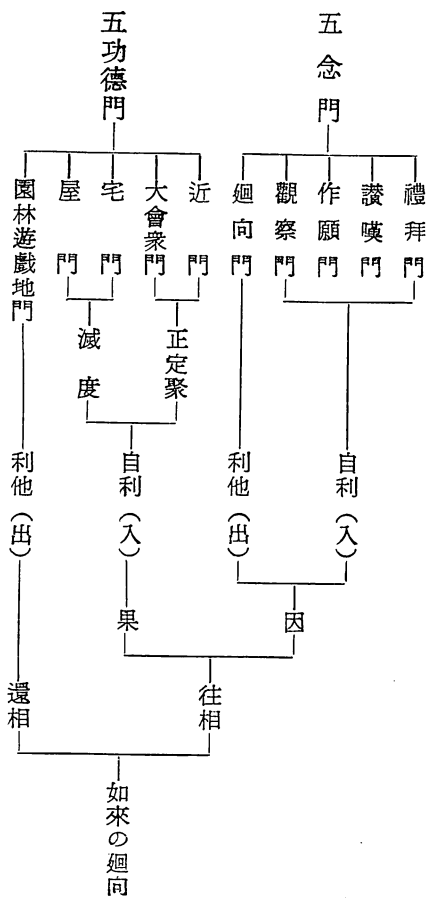 五念門
禮拜門
讃嘆門
作願門
觀察門
廻向門
自利（入）
利他（出）
因
五功德門
近門
大會衆門
宅門
屋門
園林遊戲地門
正定聚
滅度
自利（入）
利他（出）
果
往相
還相
如來の廻向